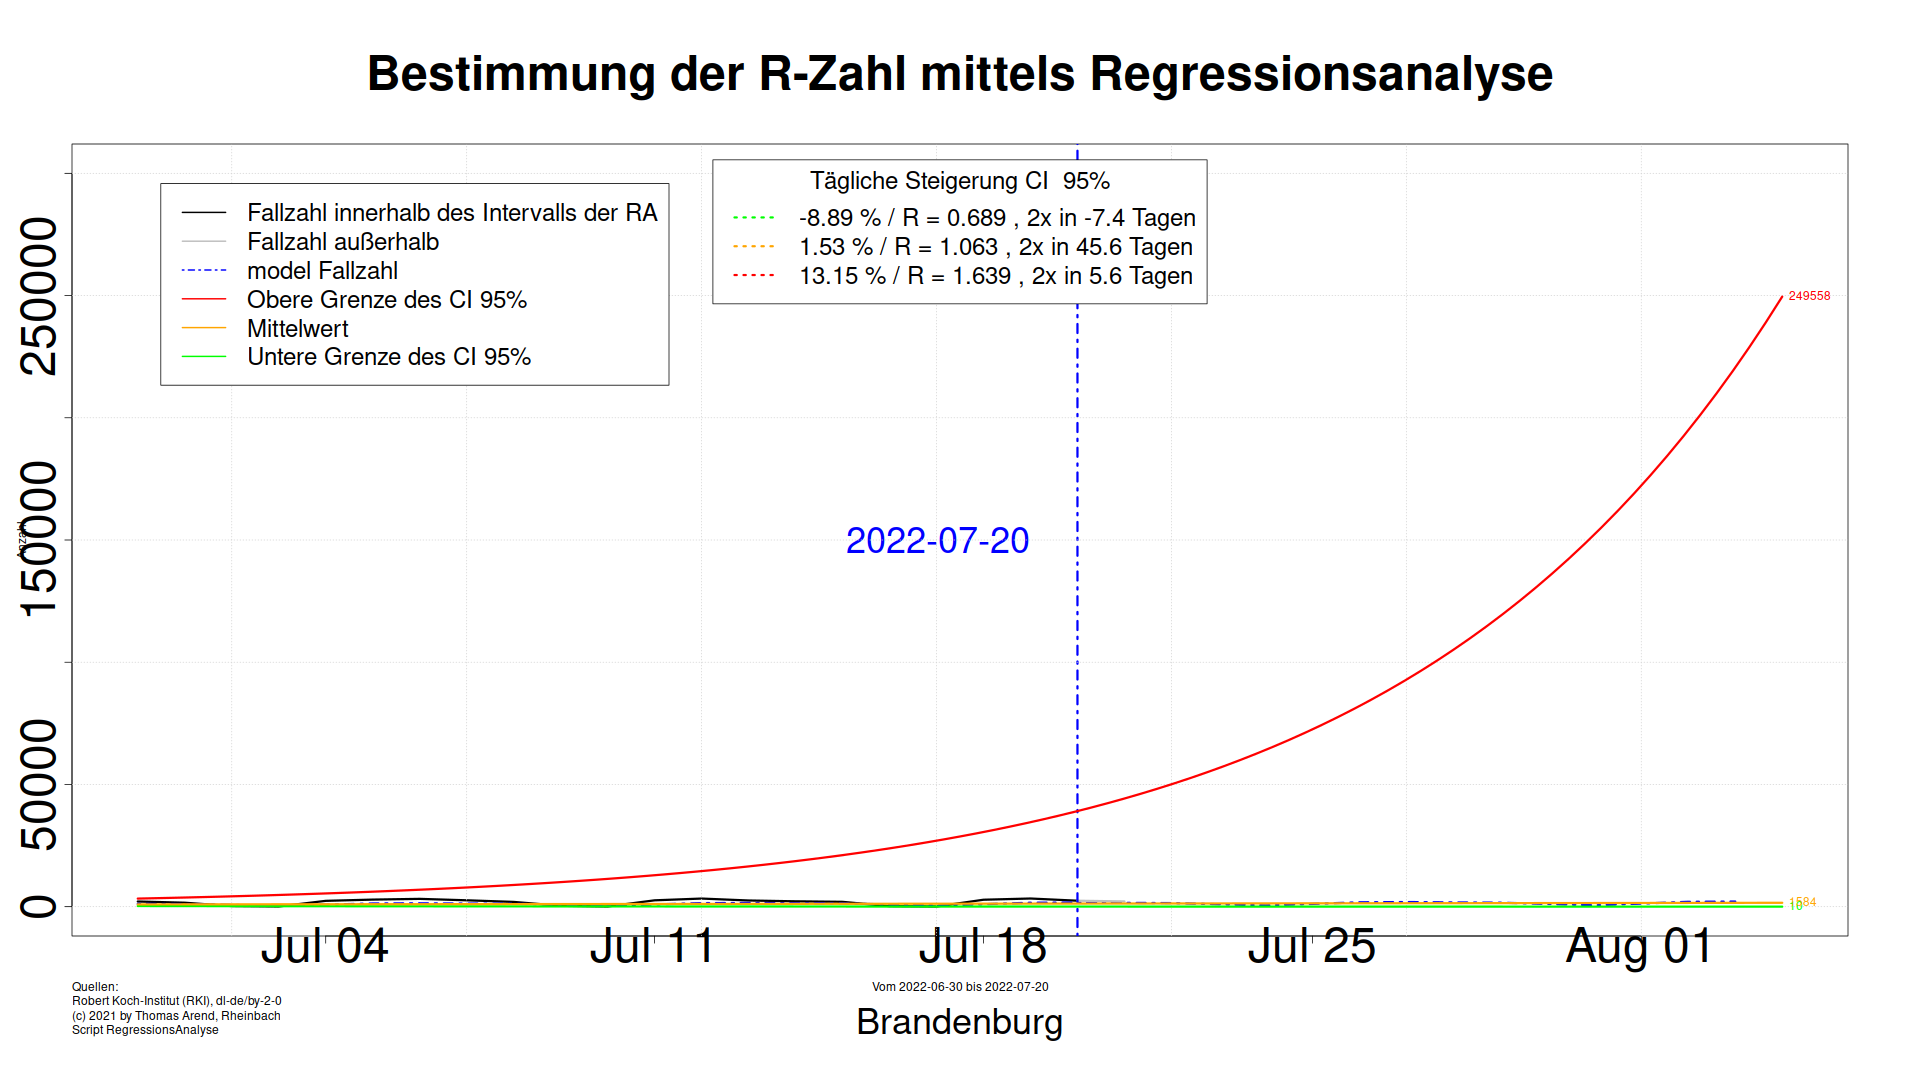 Bestimmung der R-Zahl mittels Regressionsanalyse
Fallzahl innerhalb des Intervalls der RA
Fallzahl außerhalb
model Fallzahl
Obere Grenze des CI 95%
Mittelwert
Untere Grenze des CI 95%
Tägliche Steigerung CI 95%
-8.89 % / R = 0.689 , 2x in -7.4 Tagen
1.53 % / R = 1.063 , 2x in 45.6 Tagen
13.15 % / R = 1.639 , 2x in 5.6 Tagen
249558
250000
2022-07-20
150000
Anzahl
50000
0
1584
16
Jul 04
Jul 11
Jul 18
Jul 25
Aug 01
Quellen:
Robert Koch-Institut (RKI), dl-de/by-2-0
(c) 2021 by Thomas Arend, Rheinbach
Script RegressionsAnalyse
Vom 2022-06-30 bis 2022-07-20
Brandenburg